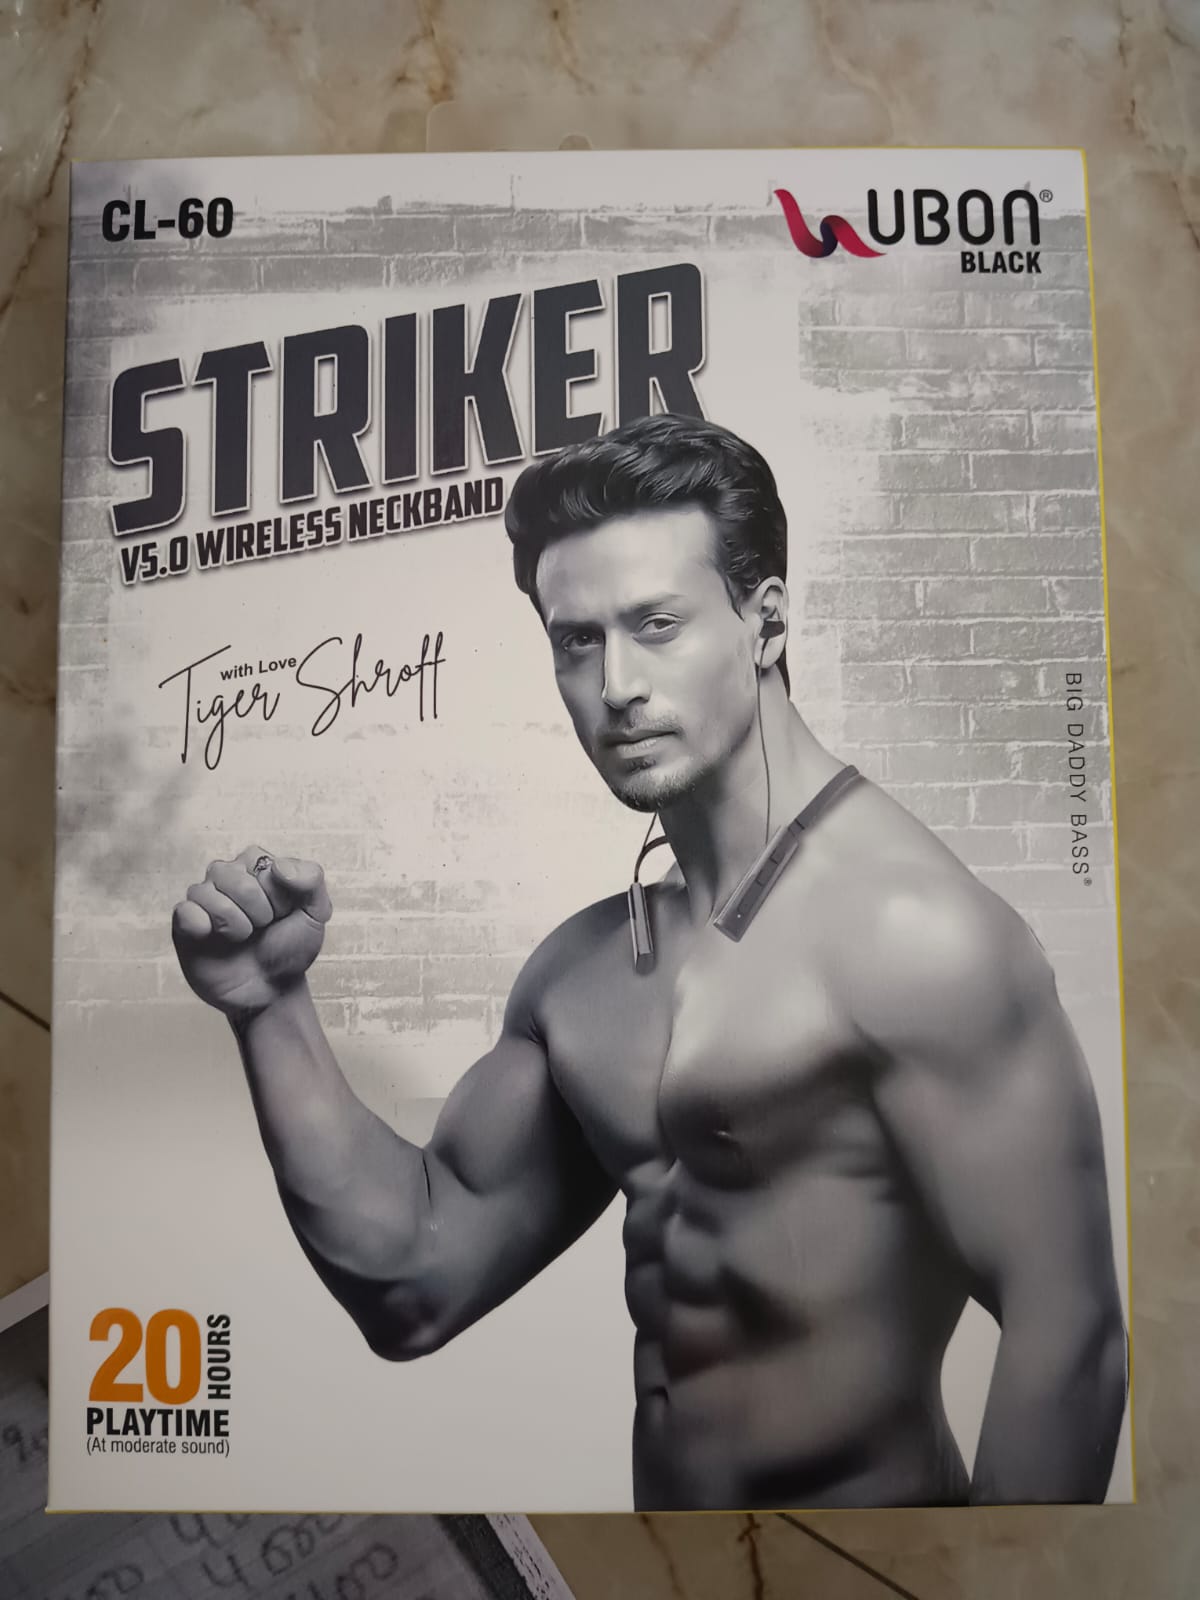 CL-60
UBON®
BLACK
STRIKER
V5.0 WIRELESS NECKBAND
with Love
Tiger Shroff
BIG DADDY BASS®
20 HOURS
PLAYTIME
(At moderate sound)